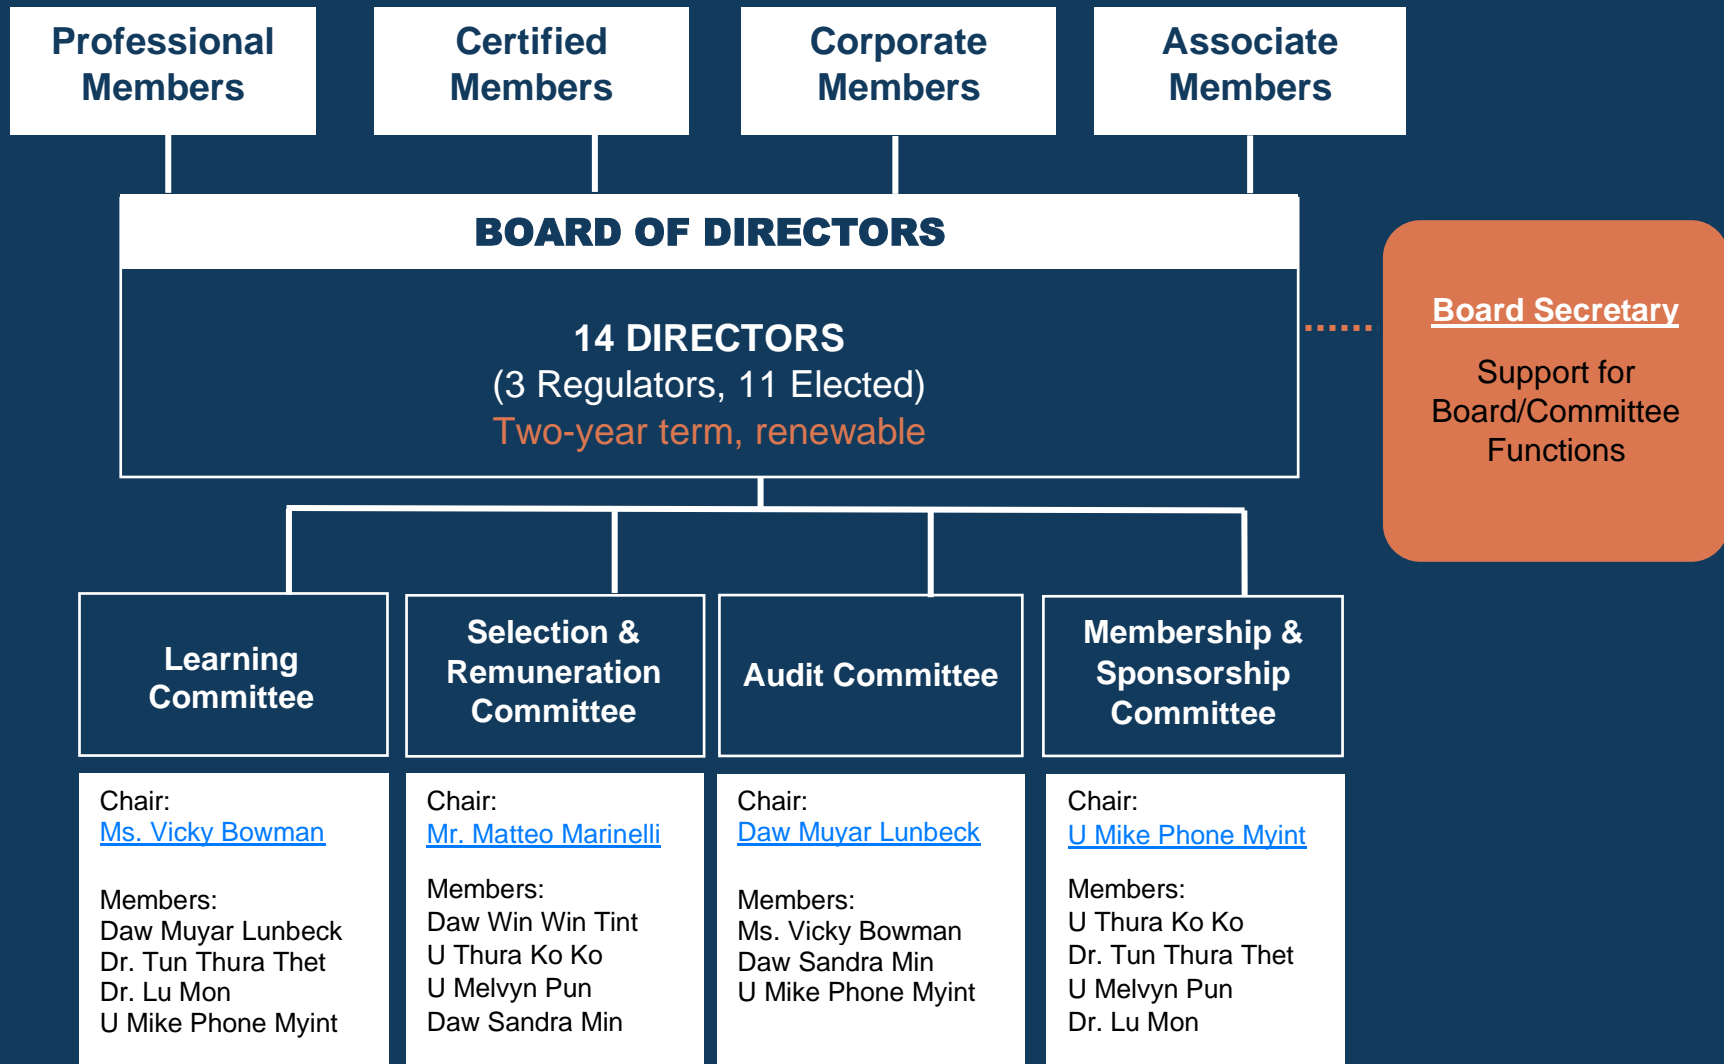 Professional
Members
Certified
Members
Corporate
Members
Associate
Members
BOARD OF DIRECTORS
14 DIRECTORS
(3 Regulators, 11 Elected)
Two-year term, renewable
Board Secretary
Support for
Board/Committee
Functions
Learning
Committee
Selection &
Remuneration
Committee
Audit Committee
Membership &
Sponsorship
Committee
Chair:
Ms. Vicky Bowman
Members:
Daw Muyar Lunbeck
Dr. Tun Thura Thet
Dr. Lu Mon
U Mike Phone Myint
Chair:
Mr. Matteo Marinelli
Members:
Daw Win Win Tint
U Thura Ko Ko
U Melvyn Pun
Daw Sandra Min
Chair:
Daw Muyar Lunbeck
Members:
Ms. Vicky Bowman
Daw Sandra Min
U Mike Phone Myint
Chair:
U Mike Phone Myint
Members:
U Thura Ko Ko
Dr. Tun Thura Thet
U Melvyn Pun
Dr. Lu Mon